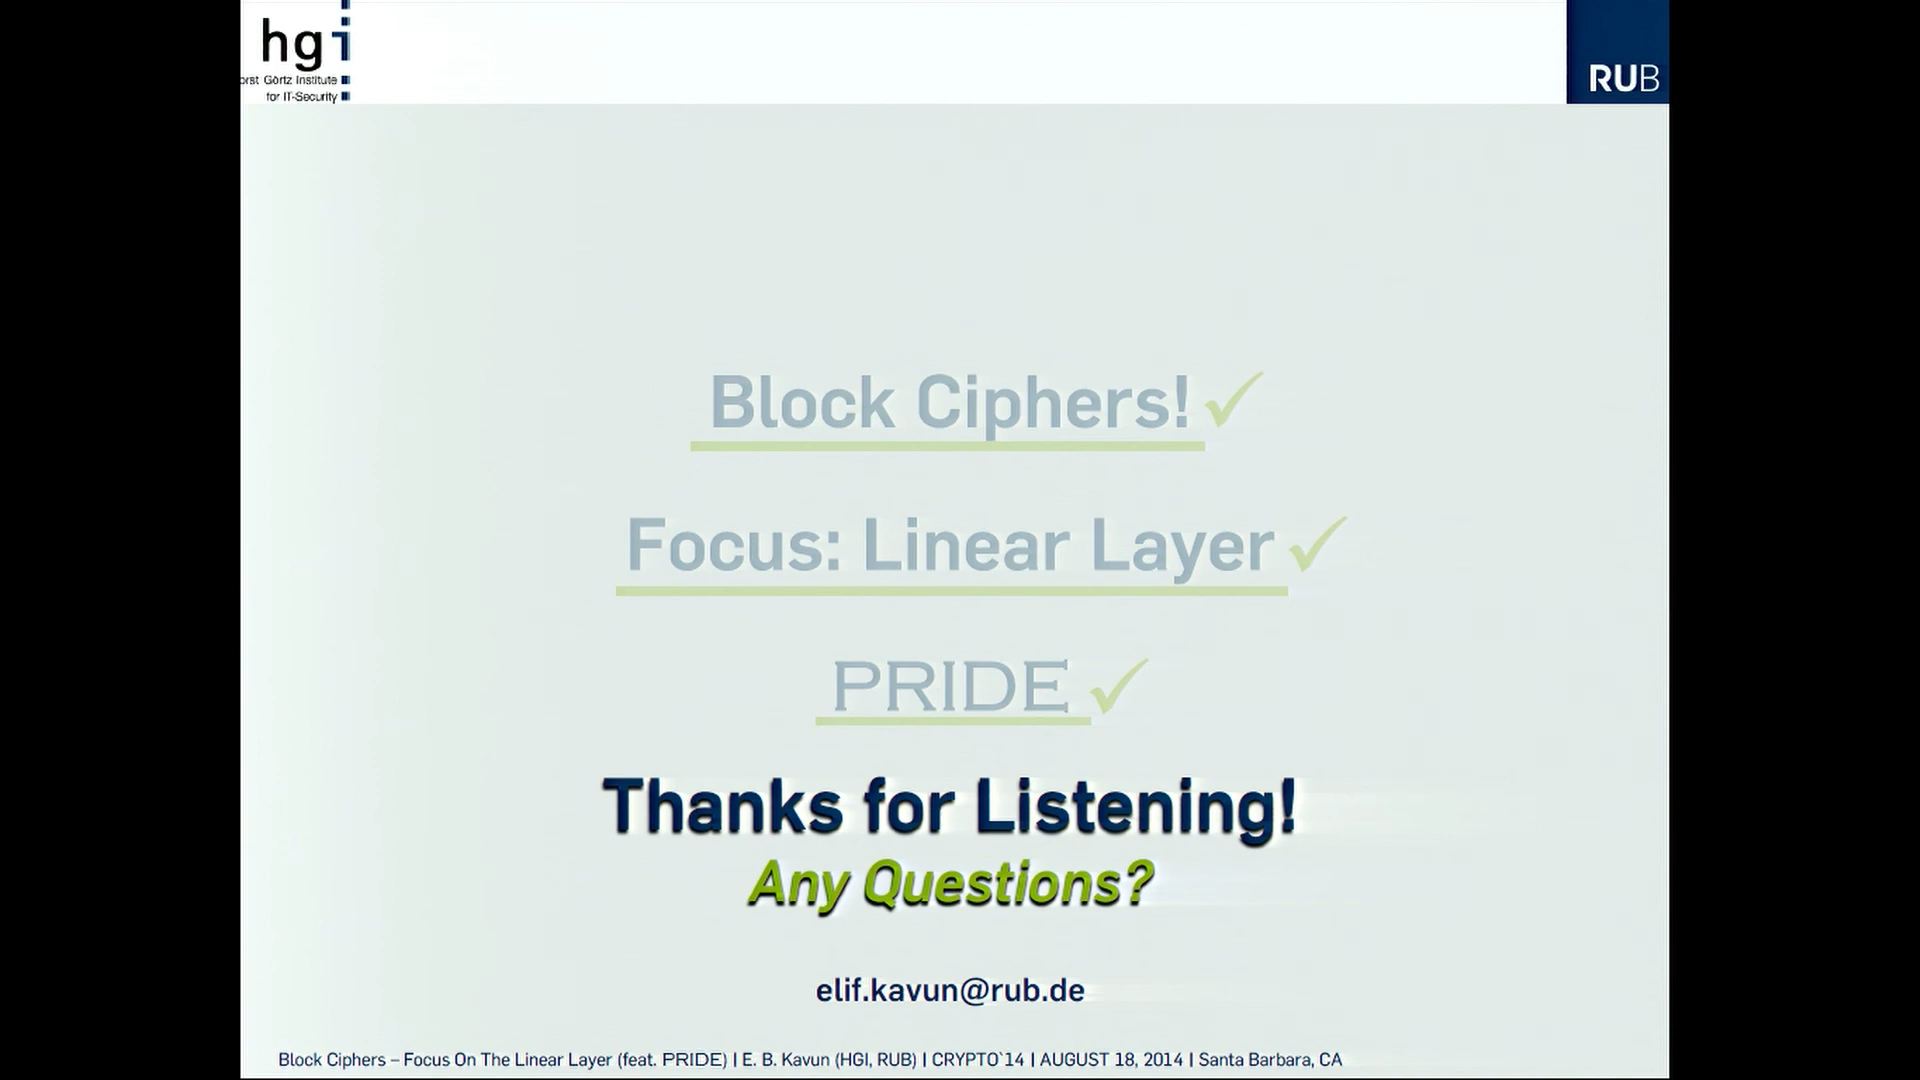 hgi
orst Görtz Institute
for IT-Security
RUB
Block Ciphers!
Focus: Linear Layer
PRIDE
Thanks for Listening!
Any Questions?
elif.kavun@rub.de
Block Ciphers – Focus On The Linear Layer (feat. PRIDE) | E. B. Kavun (HGI, RUB) | CRYPTO`14 | AUGUST 18, 2014 | Santa Barbara, CA